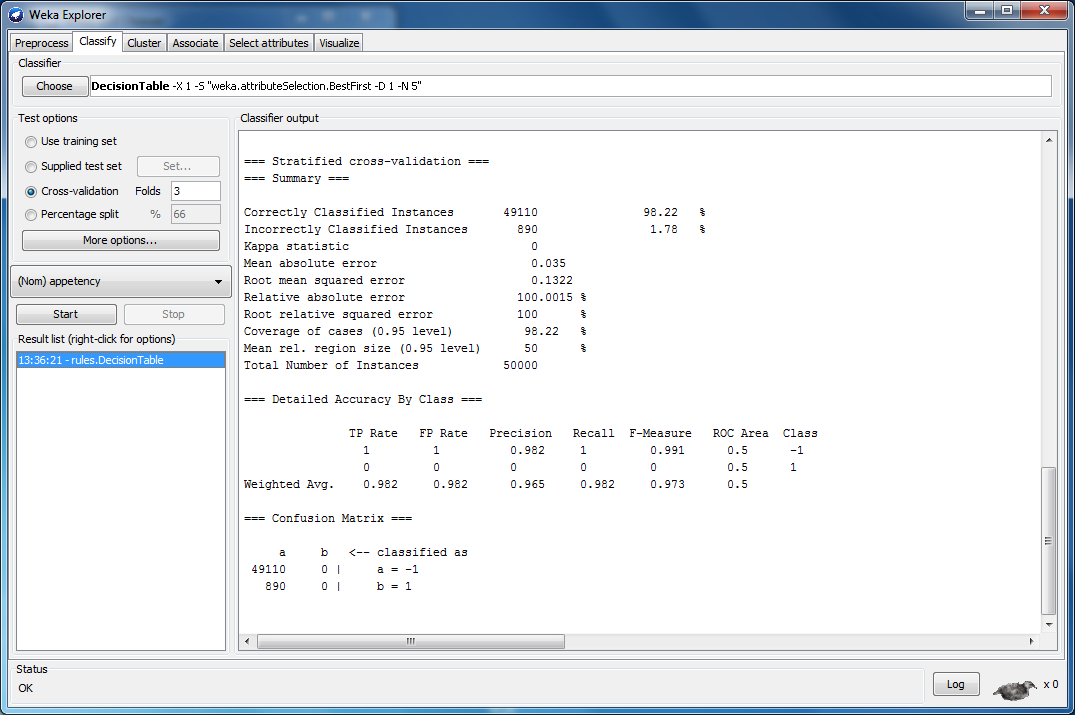 Weka Explorer
Preprocess Classify Cluster Associate Select attributes Visualize
Classifier
Choose DecisionTable -X 1 -S "weka.attributeSelection.BestFirst -D 1 -N 5"
Test options
Use training set
Supplied test set Set...
Cross-validation Folds 3
Percentage split % 66
More options...
(Nom) appetency
Start Stop
Result list (right-click for options)
13:36:21 - rules.DecisionTable
Classifier output
=== Stratified cross-validation ===
=== Summary ===
Correctly Classified Instances 49110 98.22 %
Incorrectly Classified Instances 890 1.78 %
Kappa statistic 0
Mean absolute error 0.035
Root mean squared error 0.1322
Relative absolute error 100.0015 %
Root relative squared error 100 %
Coverage of cases (0.95 level) 98.22 %
Mean rel. region size (0.95 level) 50 %
Total Number of Instances 50000
=== Detailed Accuracy By Class ===
TP Rate FP Rate Precision Recall F-Measure ROC Area Class
1 1 0.982 1 0.991 0.5 -1
0 0 0 0 0 0.5 1
Weighted Avg. 0.982 0.982 0.965 0.982 0.973 0.5
=== Confusion Matrix ===
a b <-- classified as
49110 0 | a = -1
890 0 | b = 1
Status
OK
Log x 0